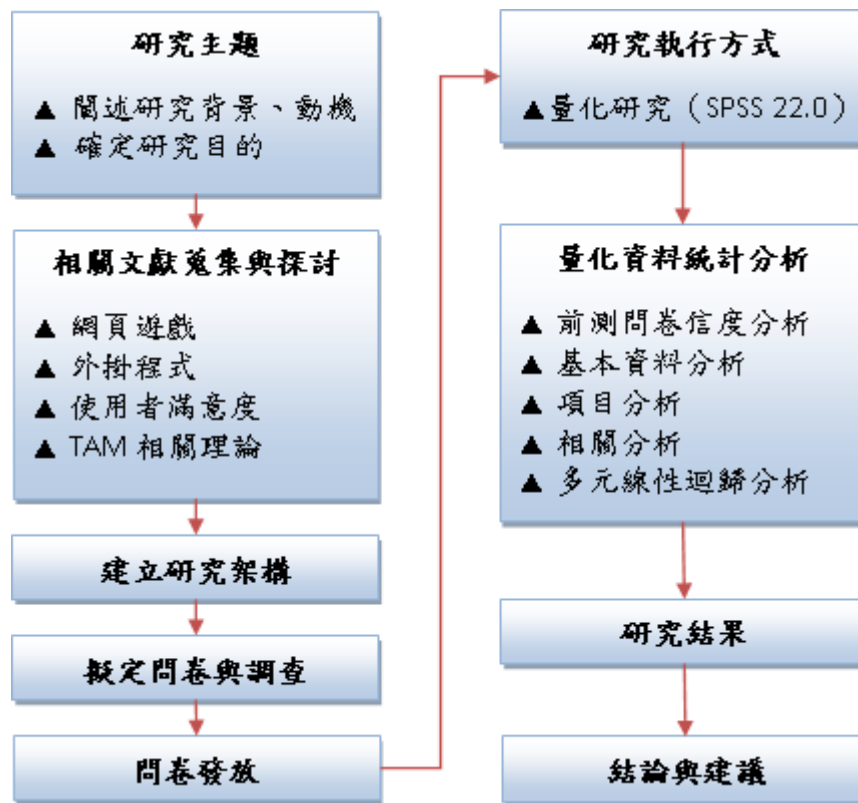 研究主題
▲ 闡述研究背景、動機
▲ 確定研究目的
相關文獻蒐集與探討
▲ 網頁遊戲
▲ 外掛程式
▲ 使用者滿意度
▲ TAM 相關理論
建立研究架構
擬定問卷與調查
問卷發放
研究執行方式
▲量化研究（SPSS 22.0）
量化資料統計分析
▲ 前測問卷信度分析
▲ 基本資料分析
▲ 項目分析
▲ 相關分析
▲ 多元線性迴歸分析
研究結果
結論與建議